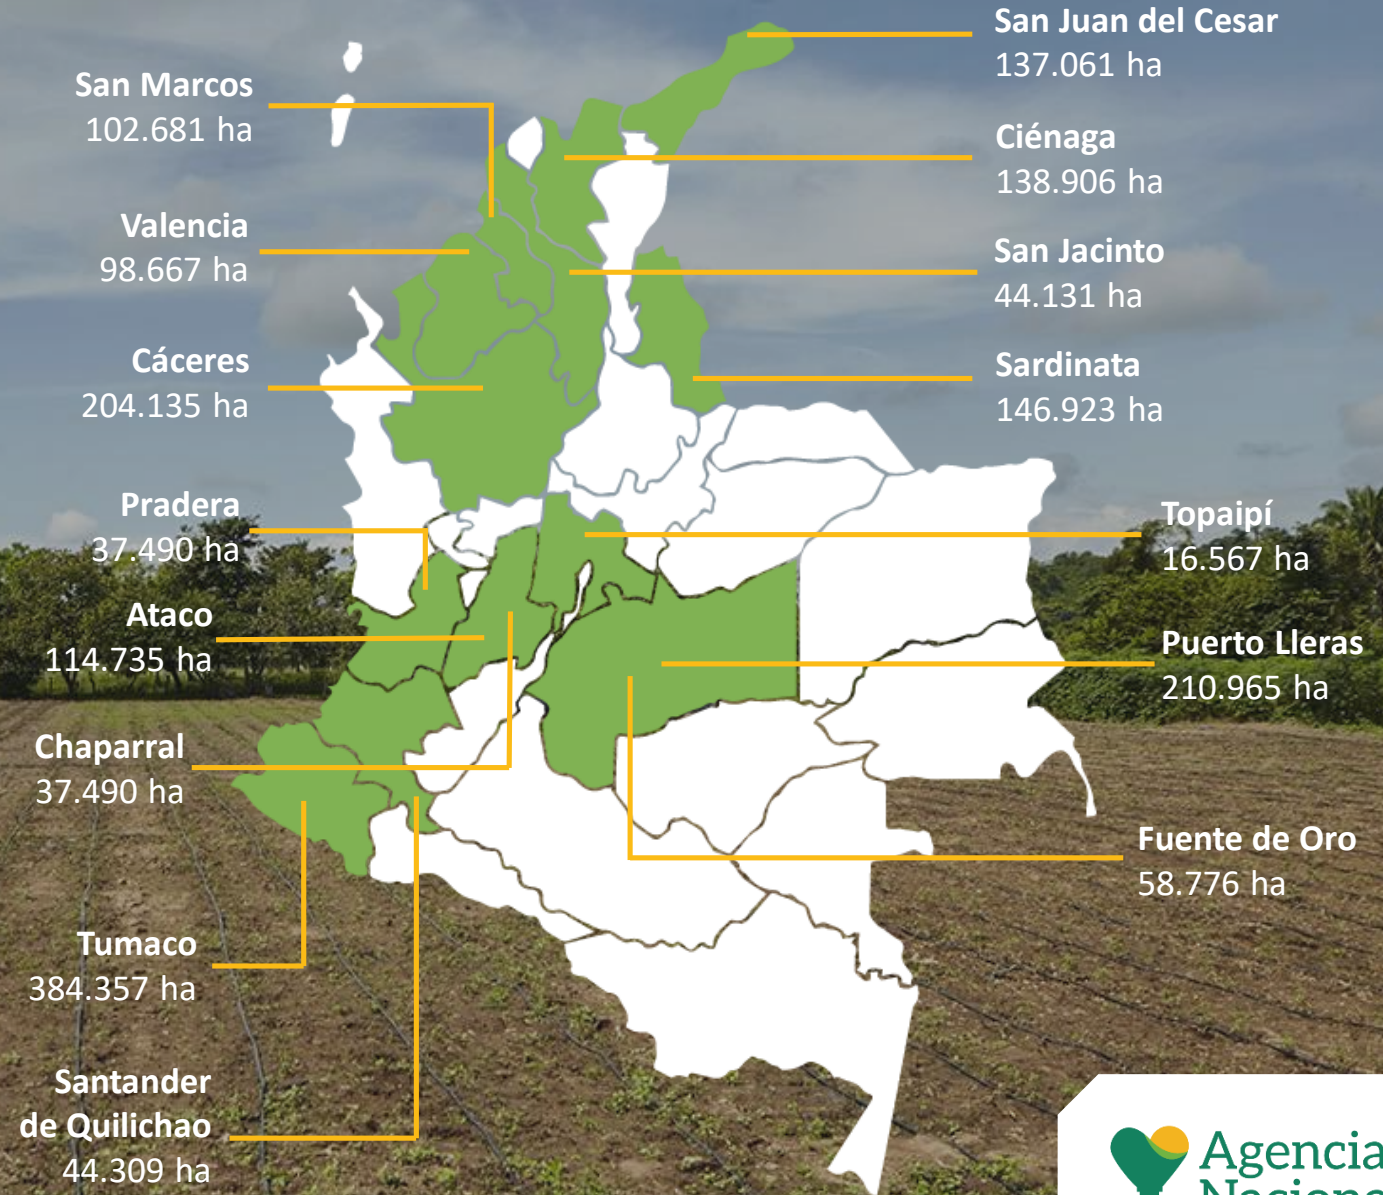 San Juan del Cesar
137.061 ha
San Marcos
102.681 ha
Ciénaga
138.906 ha
Valencia
98.667 ha
San Jacinto
44.131 ha
Cáceres
204.135 ha
Sardinata
146.923 ha
Pradera
37.490 ha
Topaipí
16.567 ha
Ataco
114.735 ha
Puerto Lleras
210.965 ha
Chaparral
37.490 ha
Fuente de Oro
58.776 ha
Tumaco
384.357 ha
Santander
de Quilichao
44.309 ha
Agencia